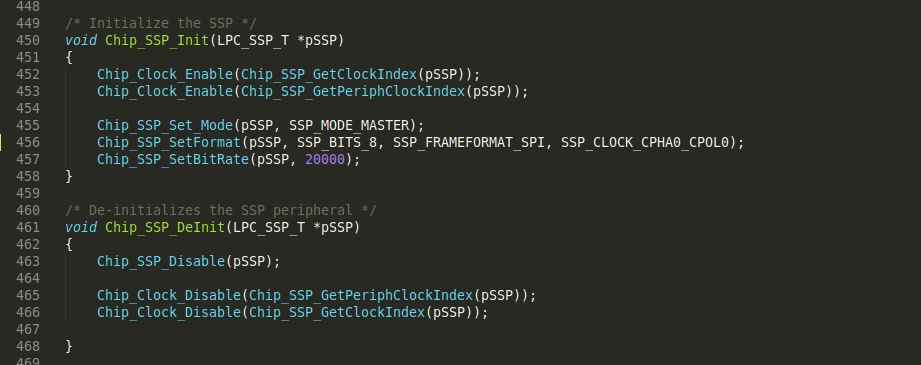 448
449 /* Initialize the SSP */
450 void Chip_SSP_Init(LPC_SSP_T *pSSP)
451 {
452     Chip_Clock_Enable(Chip_SSP_GetClockIndex(pSSP));
453     Chip_Clock_Enable(Chip_SSP_GetPeriphClockIndex(pSSP));
454
455     Chip_SSP_Set_Mode(pSSP, SSP_MODE_MASTER);
456     Chip_SSP_SetFormat(pSSP, SSP_BITS_8, SSP_FRAMEFORMAT_SPI, SSP_CLOCK_CPHA0_CPOL0);
457     Chip_SSP_SetBitRate(pSSP, 20000);
458 }
459
460 /* De-initializes the SSP peripheral */
461 void Chip_SSP_DeInit(LPC_SSP_T *pSSP)
462 {
463     Chip_SSP_Disable(pSSP);
464
465     Chip_Clock_Disable(Chip_SSP_GetPeriphClockIndex(pSSP));
466     Chip_Clock_Disable(Chip_SSP_GetClockIndex(pSSP));
467
468 }
469